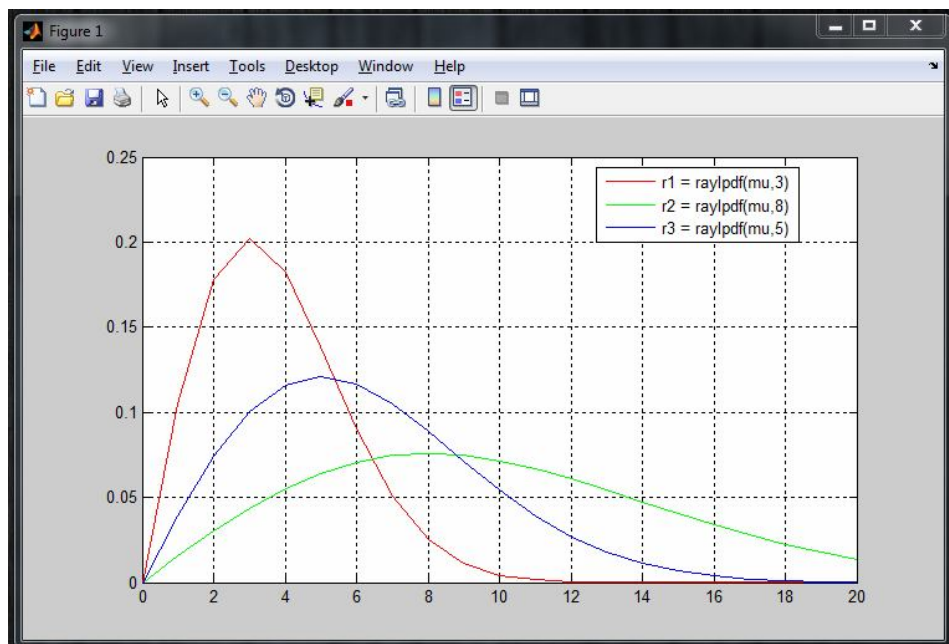 Figure 1
File Edit View Insert Tools Desktop Window Help
0.25
0.2
0.15
0.1
0.05
0
r1 = raylpdf(mu,3)
r2 = raylpdf(mu,8)
r3 = raylpdf(mu,5)
0 2 4 6 8 10 12 14 16 18 20